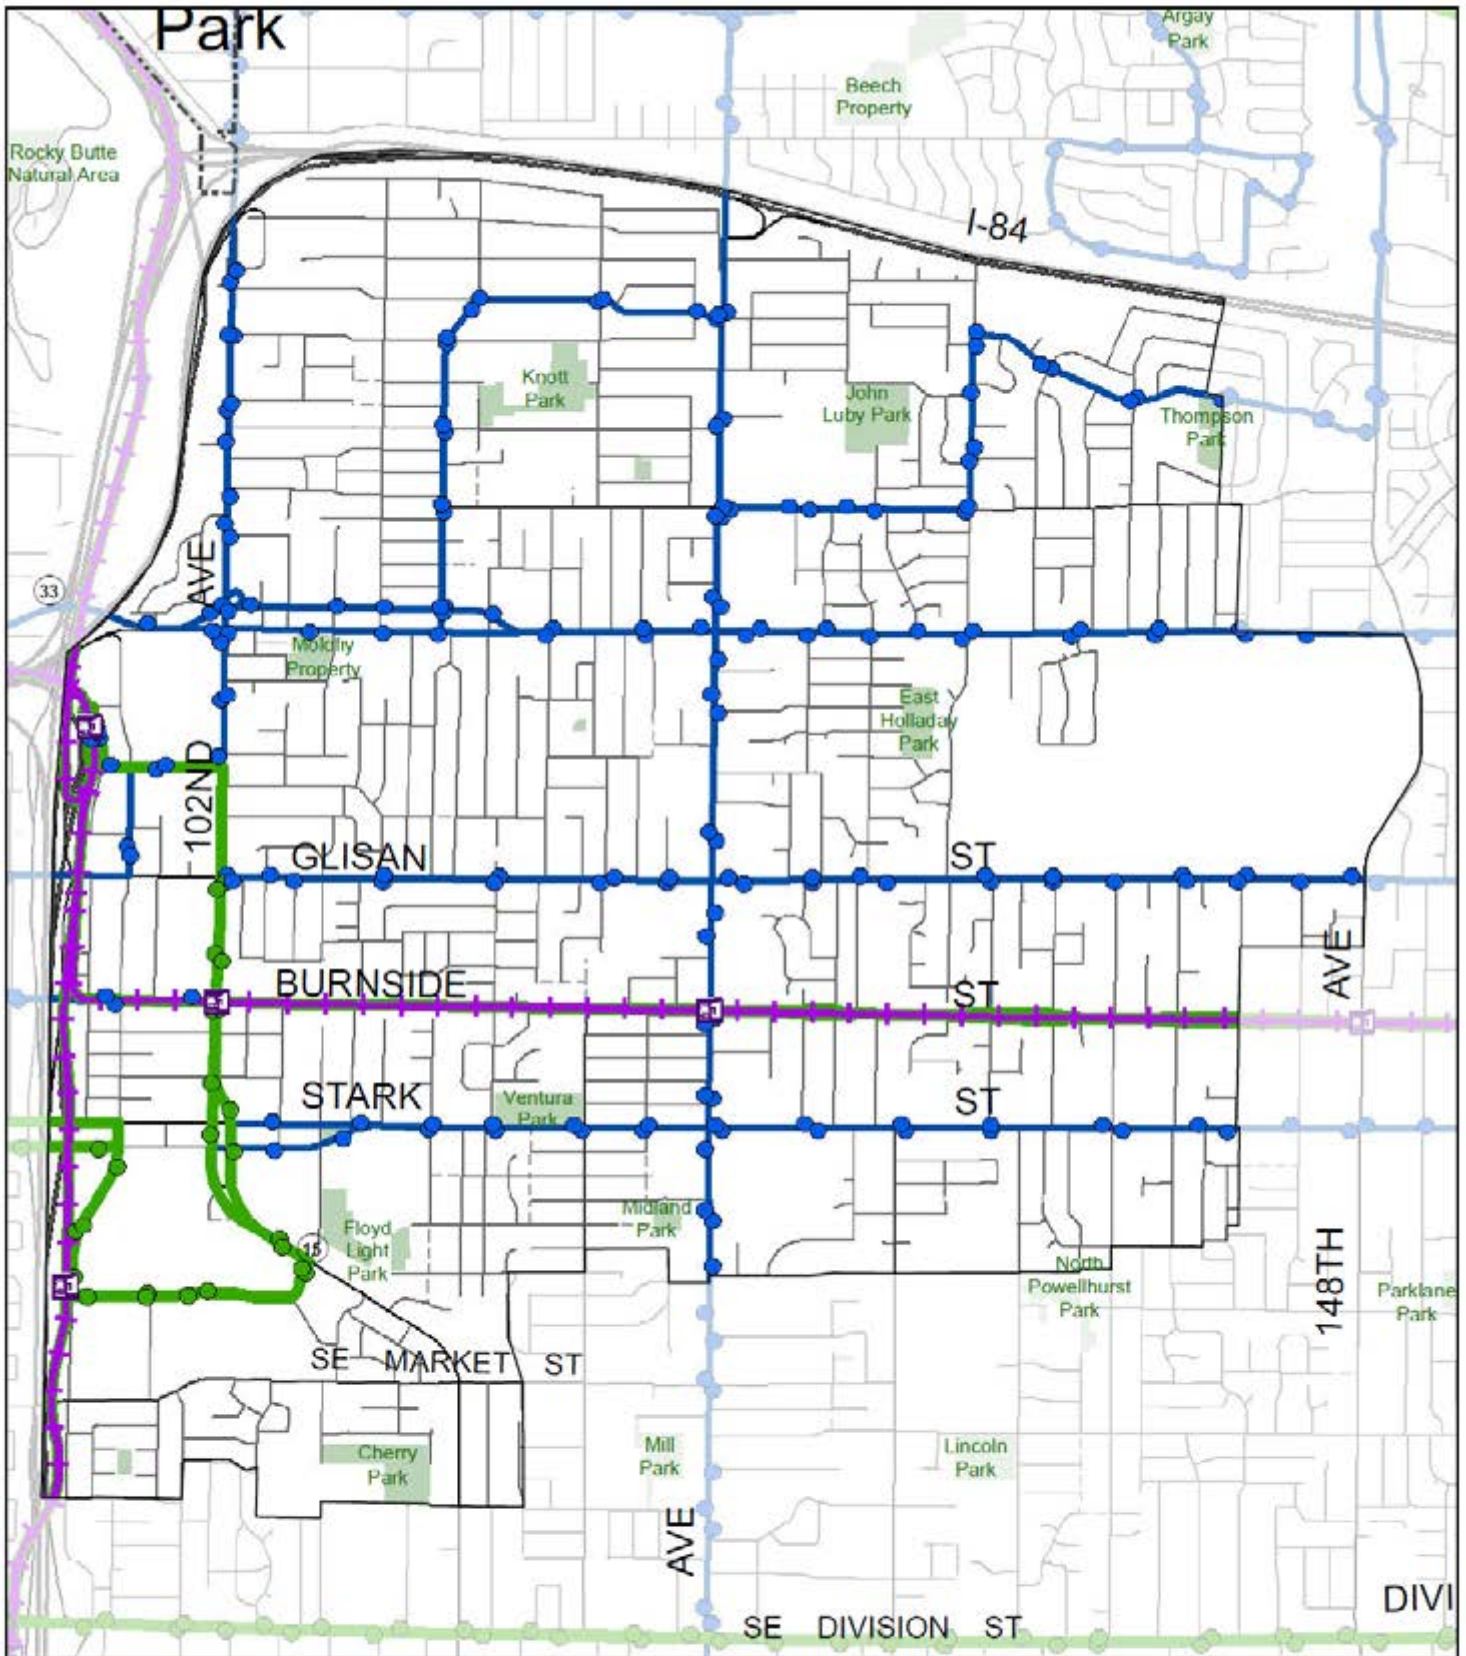 Park
Argay
Park
Beech
Property
Rocky Butte
Natural Area
I-84
Knott
Park
John
Luby Park
Thompson
Park
33
AVE
Property
East
Holladay
Park
102ND
GLISAN
ST
BURNSIDE
ST
AVE
STARK
ST
Ventura
Park
Midland
Park
15
Floyd
Light
Park
North
Powellhurst
Park
148TH
Parklane
Park
SE MARKET ST
Cherry
Park
Mill
Park
Lincoln
Park
AVE
DIVI
SE DIVISION ST